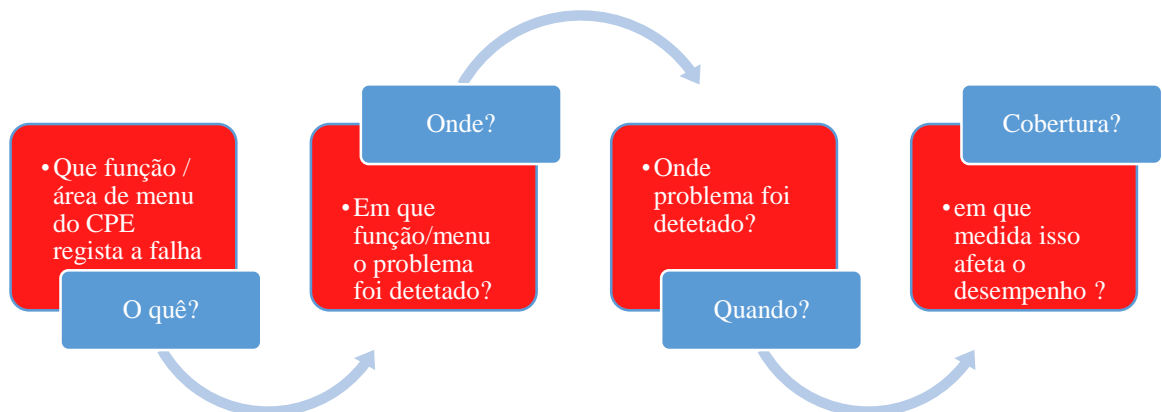 •Que função /
área de menu
do CPE
regista a falha
O quê?
Onde?
•Em que
função/menu
o problema
foi detetado?
•Onde
problema foi
detetado?
Quando?
Cobertura?
•em que
medida isso
afeta o
desempenho ?